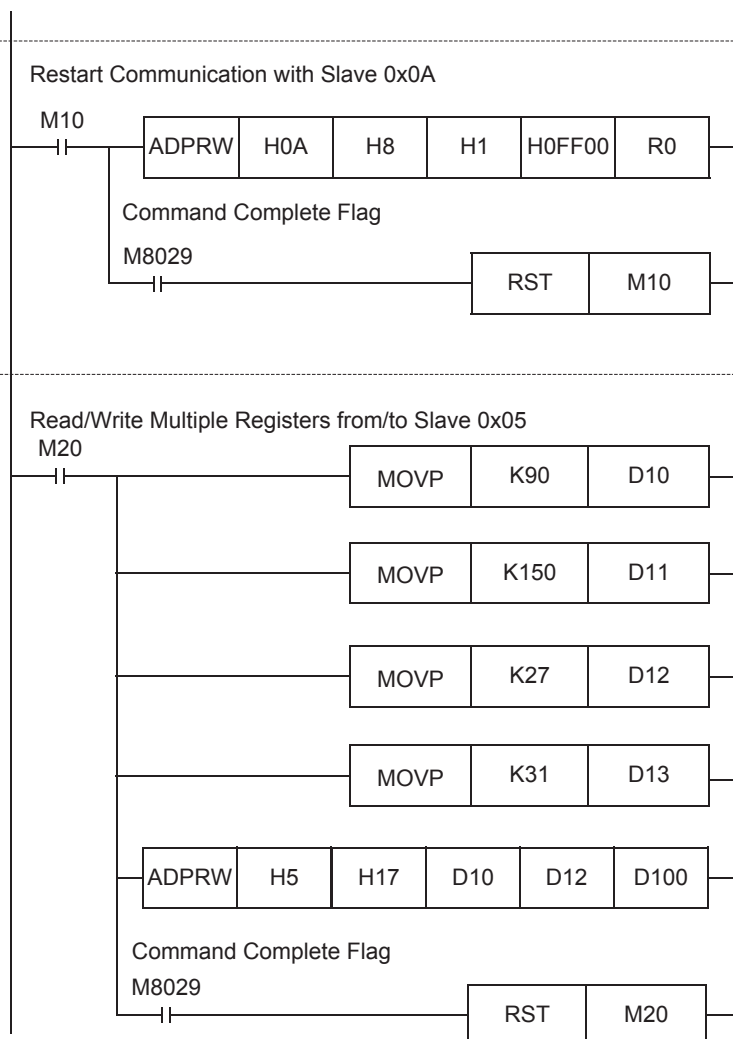 Restart Communication with Slave 0x0A
M10
ADPRW H0A H8 H1 H0FF00 R0
Command Complete Flag
M8029
RST M10
Read/Write Multiple Registers from/to Slave 0x05
M20
MOVP K90 D10
MOVP K150 D11
MOVP K27 D12
MOVP K31 D13
ADPRW H5 H17 D10 D12 D100
Command Complete Flag
M8029
RST M20